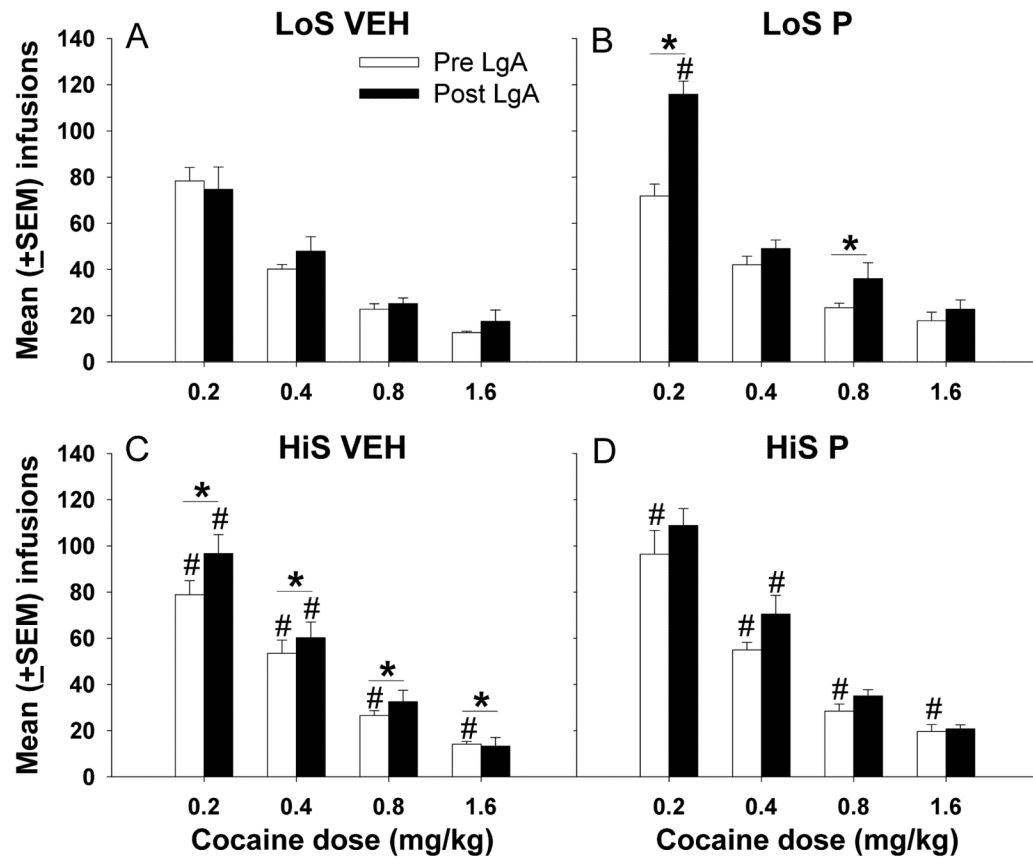 A
LoS VEH
Pre LgA
Post LgA
Mean (±SEM) infusions
140
120
100
80
60
40
20
0
0.2 0.4 0.8 1.6
B
LoS P
*
#
*
0.2 0.4 0.8 1.6
C
HiS VEH
Mean (±SEM) infusions
140
120
100
80
60
40
20
0
*
#
#
*
#
#
*
#
*
#
0.2 0.4 0.8 1.6
Cocaine dose (mg/kg)
D
HiS P
#
#
#
#
#
0.2 0.4 0.8 1.6
Cocaine dose (mg/kg)